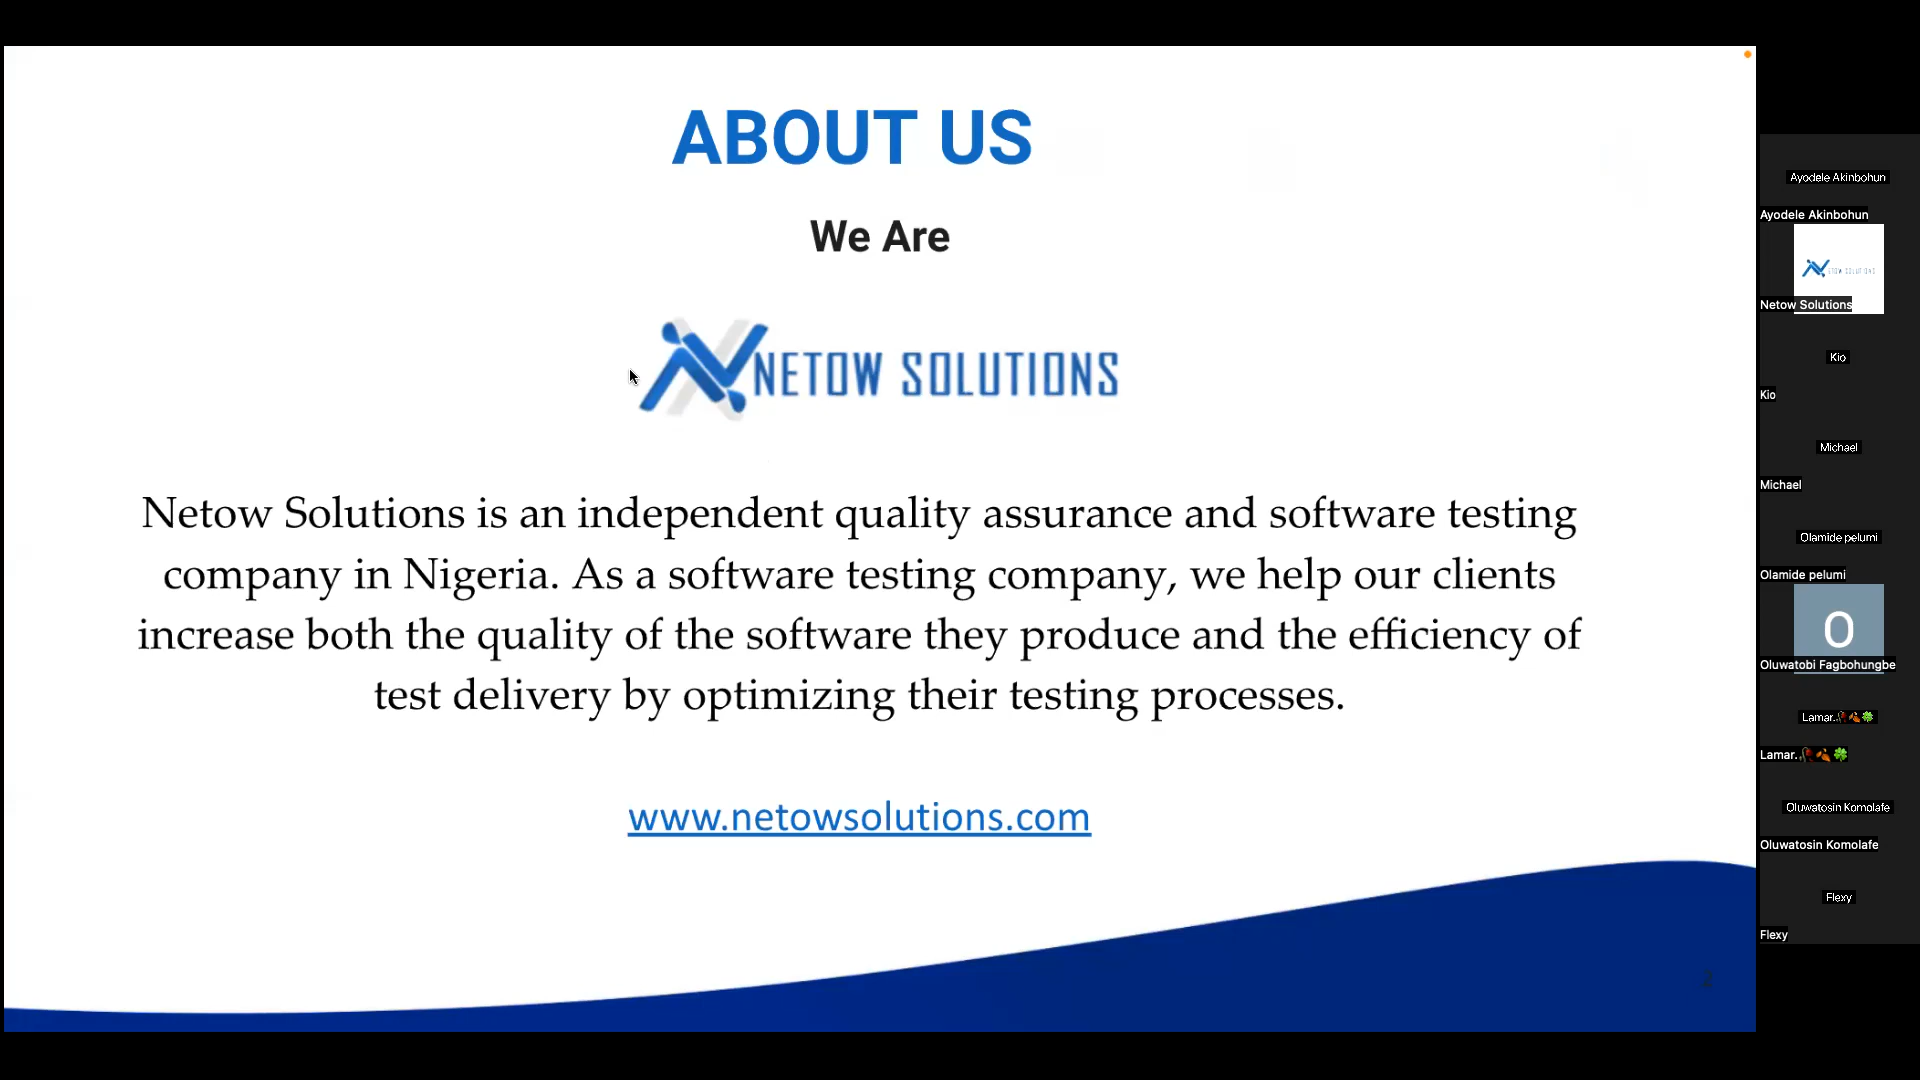 ABOUT US
We Are
NETOW SOLUTIONS
Netow Solutions is an independent quality assurance and software testing
company in Nigeria. As a software testing company, we help our clients
increase both the quality of the software they produce and the efficiency of
test delivery by optimizing their testing processes.
www.netowsolutions.com
2
Ayodele Akinbohun
Ayodele Akinbohun
NETOW SOLUTIONS
Netow Solutions
Kio
Kio
Michael
Michael
Olamide pelumi
Olamide pelumi
O
Oluwatobi Fagbohungbe
Lamar..🥀🍂🍀
Lamar..🥀🍂🍀
Oluwatosin Komolafe
Oluwatosin Komolafe
Flexy
Flexy